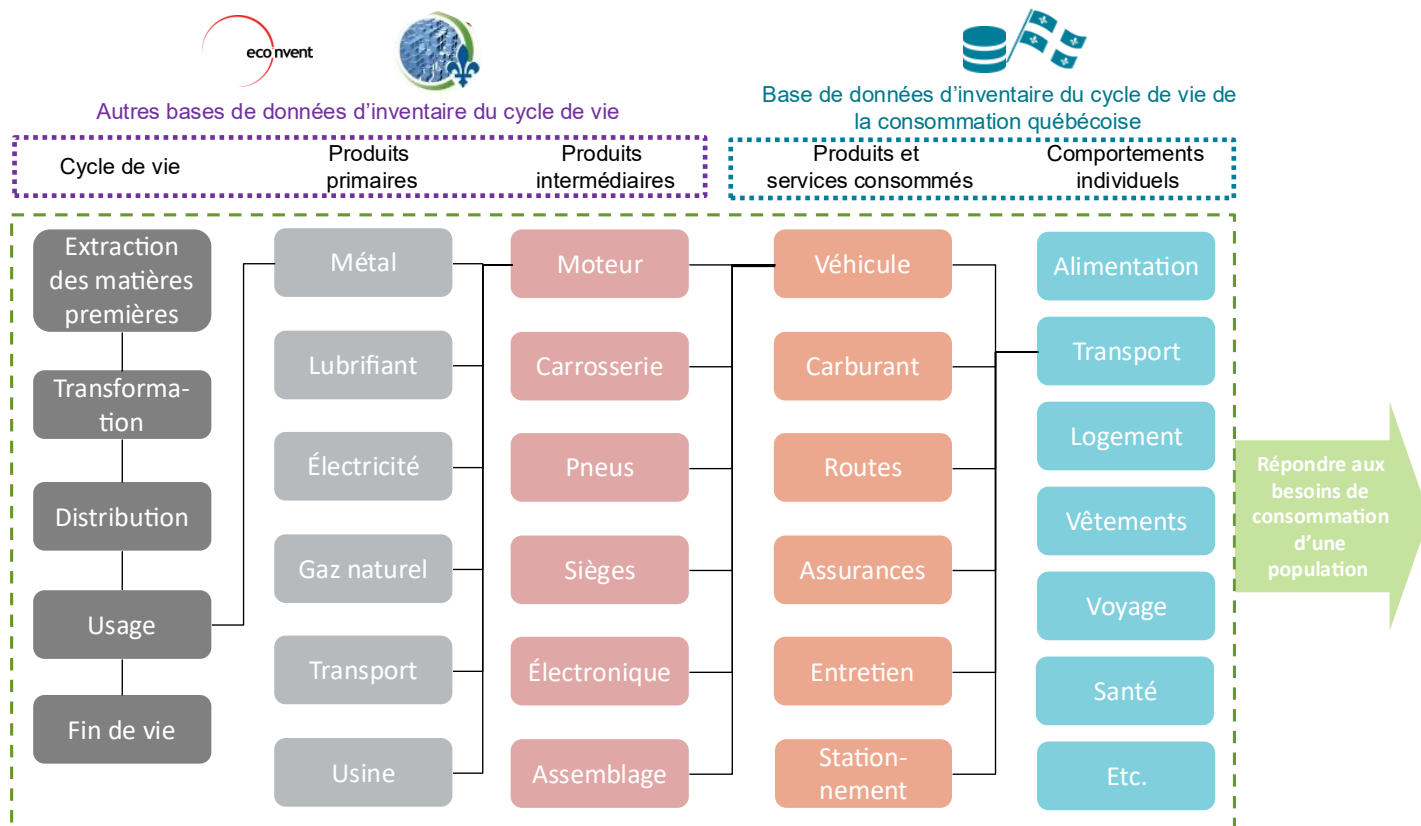 ecoinvent
Autres bases de données d'inventaire du cycle de vie
Base de données d'inventaire du cycle de vie de
la consommation québécoise
Cycle de vie
Produits
primaires
Produits
intermédiaires
Produits et
services consommés
Comportements
individuels
Extraction
des matières
premières
Transforma-
tion
Distribution
Usage
Fin de vie
Métal
Lubrifiant
Électricité
Gaz naturel
Transport
Usine
Moteur
Carrosserie
Pneus
Sièges
Électronique
Assemblage
Véhicule
Carburant
Routes
Assurances
Entretien
Station-
nement
Alimentation
Transport
Logement
Vêtements
Voyage
Santé
Etc.
Répondre aux
besoins de
consommation
d'une
population